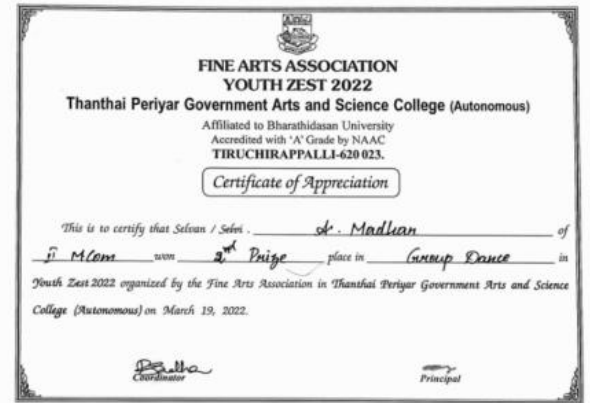 FINE ARTS ASSOCIATION
YOUTH ZEST 2022
Thanthai Periyar Government Arts and Science College (Autonomous)
Affiliated to Bharathidasan University
Accredited with 'A' Grade by NAAC
TIRUCHIRAPPALLI-620 023.
Certificate of Appreciation
This is to certify that Selvan / Selvi . A. Madhan of
II M.Com won 2nd Prize place in Group Dance in
Youth Zest 2022 organized by the Fine Arts Association in Thanthai Periyar Government Arts and Science
College (Autonomous) on March 19, 2022.
Coordinator Principal